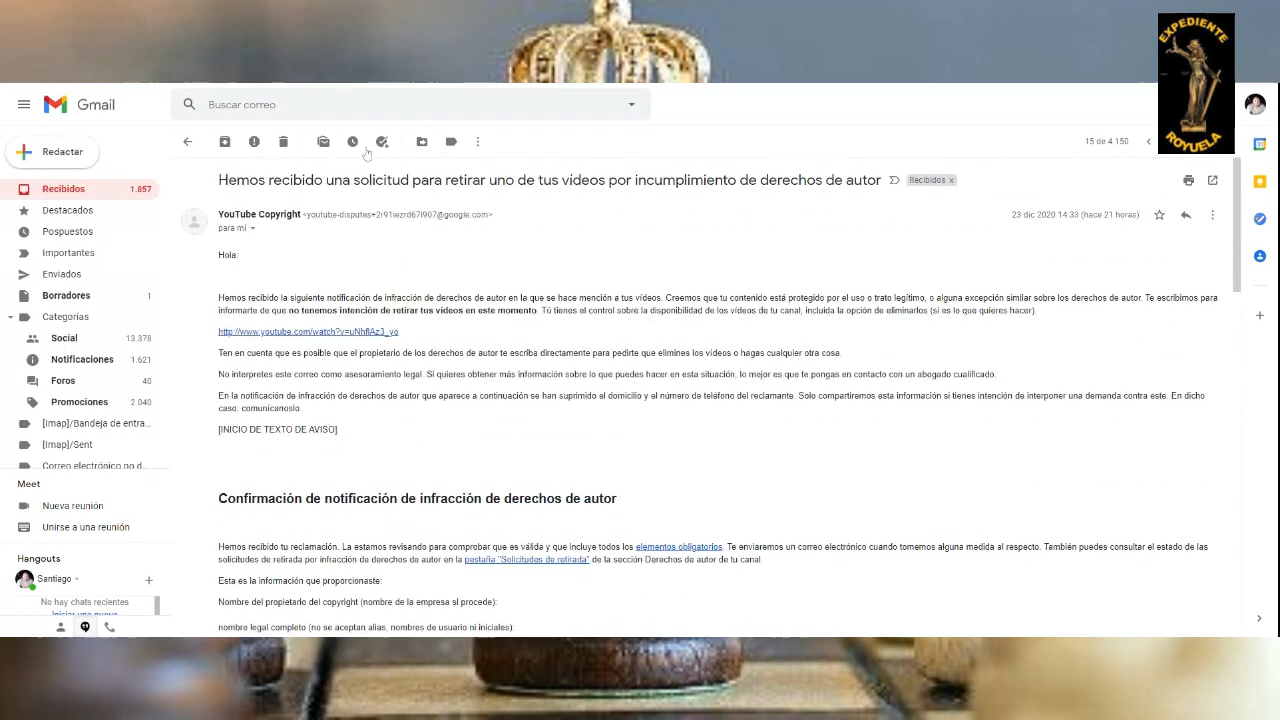 EXPEDIENTE
ROYUELA
Gmail
Buscar correo
Redactar
15 de 4.150
Recibidos 1.857
Destacados
Pospuestos
Importantes
Enviados
Borradores 1
Categorías
Social 13.378
Notificaciones 1.621
Foros 40
Promociones 2.040
[Imap]/Bandeja de entra...
[Imap]/Sent
Correo electrónico no d...
Meet
Nueva reunión
Unirse a una reunión
Hangouts
Santiago
No hay chats recientes
Iniciar uno nuevo
Hemos recibido una solicitud para retirar uno de tus vídeos por incumplimiento de derechos de autor Recibidos x
YouTube Copyright <youtube-disputes+2r91iezrd67l907@google.com> 23 dic 2020 14:33 (hace 21 horas)
para mí
Hola:
Hemos recibido la siguiente notificación de infracción de derechos de autor en la que se hace mención a tus vídeos. Creemos que tu contenido está protegido por el uso o trato legítimo, o alguna excepción similar sobre los derechos de autor. Te escribimos para
informarte de que no tenemos intención de retirar tus vídeos en este momento. Tú tienes el control sobre la disponibilidad de los vídeos de tu canal, incluida la opción de eliminarlos (si es lo que quieres hacer).
http://www.youtube.com/watch?v=uNhflAz3_yo
Ten en cuenta que es posible que el propietario de los derechos de autor te escriba directamente para pedirte que elimines los vídeos o hagas cualquier otra cosa.
No interpretes este correo como asesoramiento legal. Si quieres obtener más información sobre lo que puedes hacer en esta situación, lo mejor es que te pongas en contacto con un abogado cualificado.
En la notificación de infracción de derechos de autor que aparece a continuación se han suprimido el domicilio y el número de teléfono del reclamante. Solo compartiremos esta información si tienes intención de interponer una demanda contra este. En dicho
caso, comunícanoslo.
[INICIO DE TEXTO DE AVISO]
Confirmación de notificación de infracción de derechos de autor
Hemos recibido tu reclamación. La estamos revisando para comprobar que es válida y que incluye todos los elementos obligatorios. Te enviaremos un correo electrónico cuando tomemos alguna medida al respecto. También puedes consultar el estado de las
solicitudes de retirada por infracción de derechos de autor en la pestaña "Solicitudes de retirada" de la sección Derechos de autor de tu canal.
Esta es la información que proporcionaste:
Nombre del propietario del copyright (nombre de la empresa si procede):
nombre legal completo (no se aceptan alias, nombres de usuario ni iniciales):